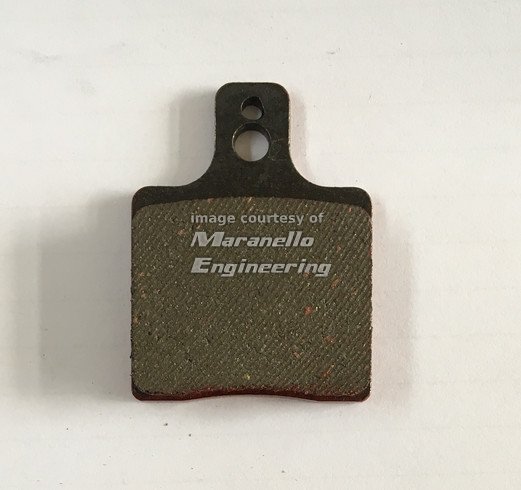 image courtesy of
Maranello
Engineering